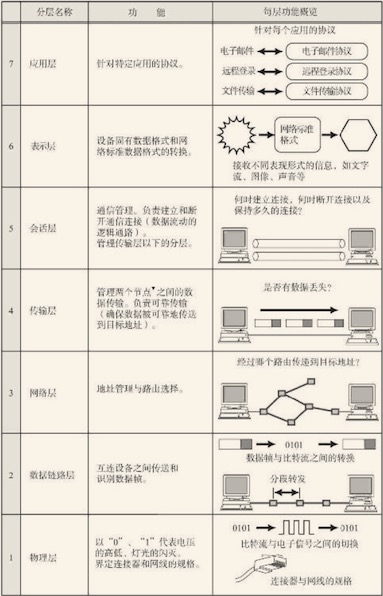 分层名称 功 能 每层功能概览
7 应用层 针对特定应用的协议。
针对每个应用的协议
电子邮件 电子邮件协议
远程登录 远程登录协议
文件传输 文件传输协议
6 表示层 设备固有数据格式和网
络标准数据格式的转换。
网络标准
格式
接收不同表现形式的信息，如文字
流、图像、声音等
5 会话层 通信管理。负责建立和断
开通信连接（数据流动的
逻辑通路）。
管理传输层以下的分层。
何时建立连接，何时断开连接以及
保持多久的连接？
4 传输层 管理两个节点▼之间的数
据传输。负责可靠传输
（确保数据被可靠地传送
到目标地址）。
是否有数据丢失？
3 网络层 地址管理与路由选择。
经过哪个路由传递到目标地址？
2 数据链路层 互连设备之间传送和
识别数据帧。
0101
数据帧与比特流之间的转换
分段转发
1 物理层 以“0”、“1”代表电压
的高低、灯光的闪灭。
界定连接器和网线的规格。
0101 0101
比特流与电子信号之间的切换
连接器与网线的规格